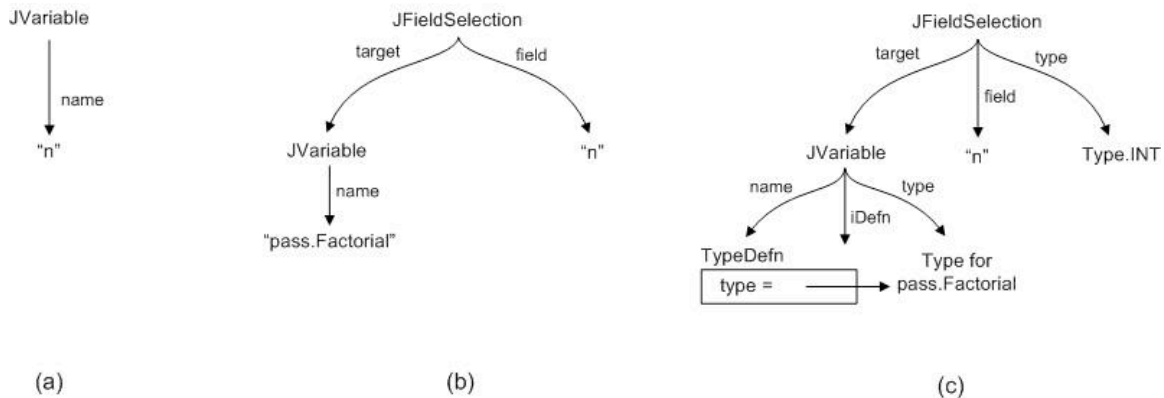 JVariable
name
“n”
(a)
JFieldSelection
target
field
JVariable
“n”
name
“pass.Factorial”
(b)
JFieldSelection
target
field
type
JVariable
“n”
Type.INT
name
iDefn
type
TypeDefn
type =
Type for
pass.Factorial
(c)